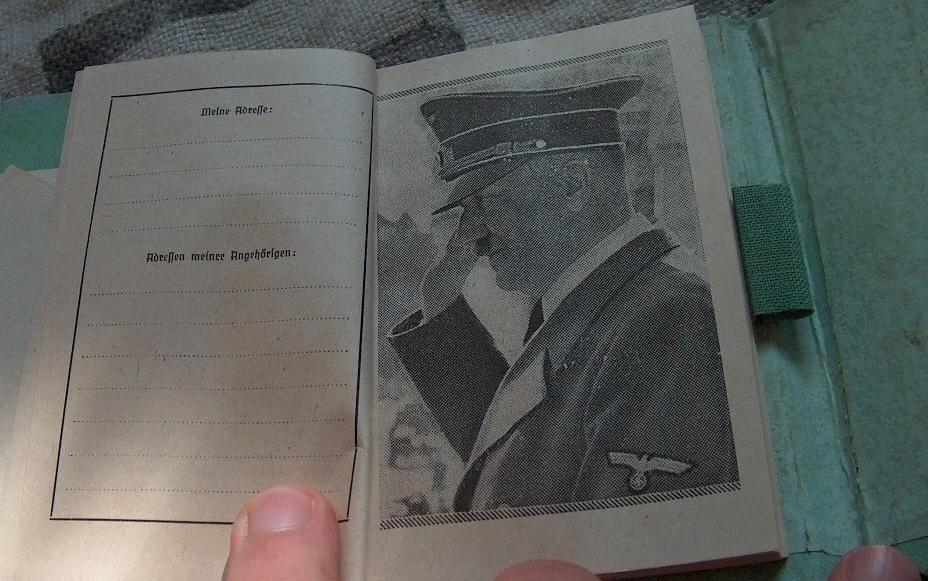 Meine Adresse:
Adressen meiner Angehörigen: